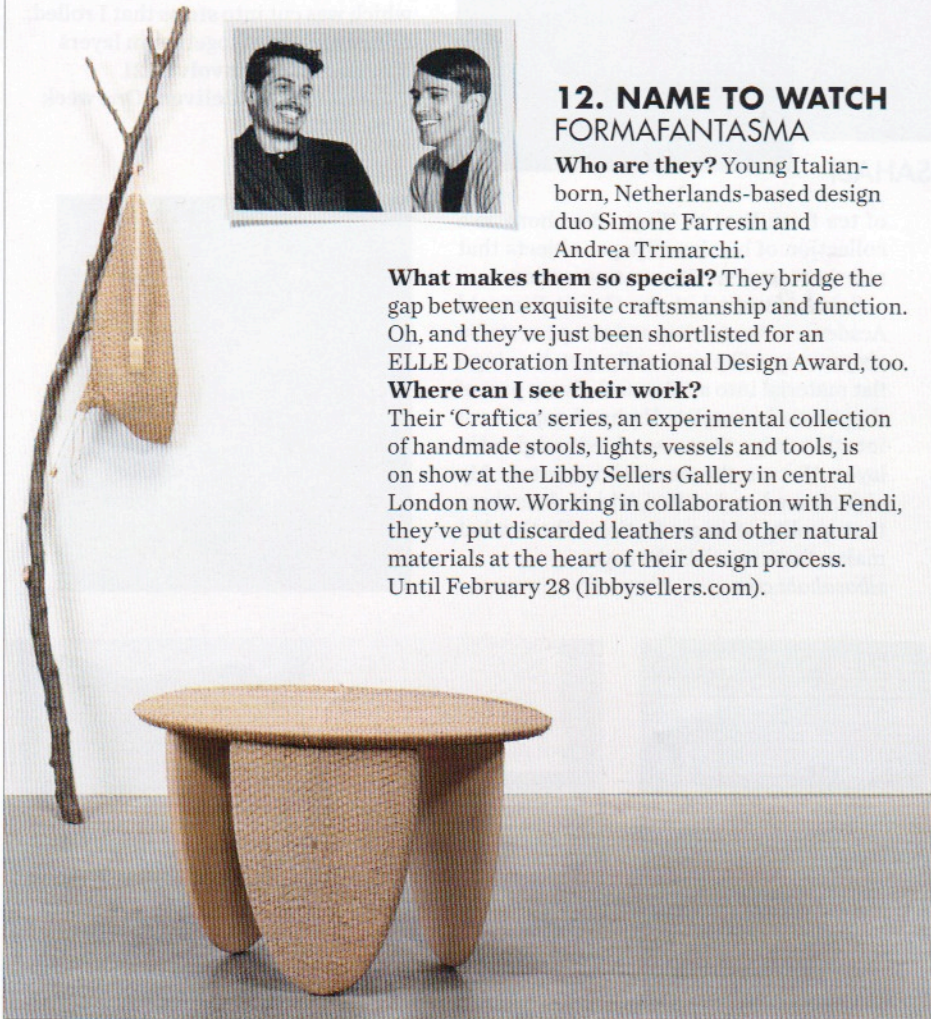 12. NAME TO WATCH
FORMAFANTASMA
Who are they? Young Italian-
born, Netherlands-based design
duo Simone Farresin and
Andrea Trimarchi.
What makes them so special? They bridge the
gap between exquisite craftsmanship and function.
Oh, and they’ve just been shortlisted for an
ELLE Decoration International Design Award, too.
Where can I see their work?
Their ‘Craftica’ series, an experimental collection
of handmade stools, lights, vessels and tools, is
on show at the Libby Sellers Gallery in central
London now. Working in collaboration with Fendi,
they’ve put discarded leathers and other natural
materials at the heart of their design process.
Until February 28 (libbysellers.com).